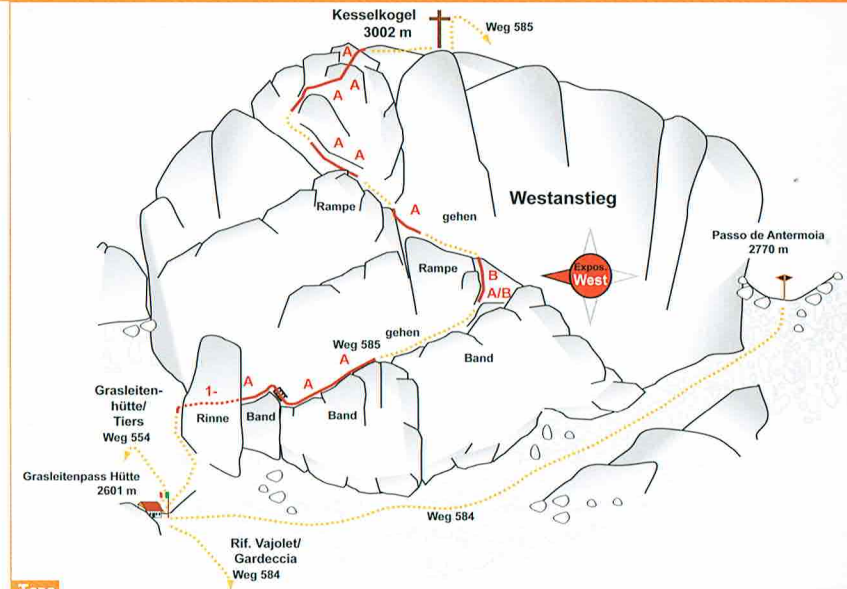 Kesselkogel
3002 m
Weg 585
A
A
A
A
A
Rampe
A
gehen
Westanstieg
Passo de Antermoia
2770 m
Rampe
Expos.
West
B
A/B
gehen
Weg 585
Band
A
A
A
1-
Rinne
Band
Band
Grasleiten-
hütte/
Tiers
Weg 554
Grasleitenpass Hütte
2601 m
Weg 584
Rif. Vajolet/
Gardeccia
Weg 584